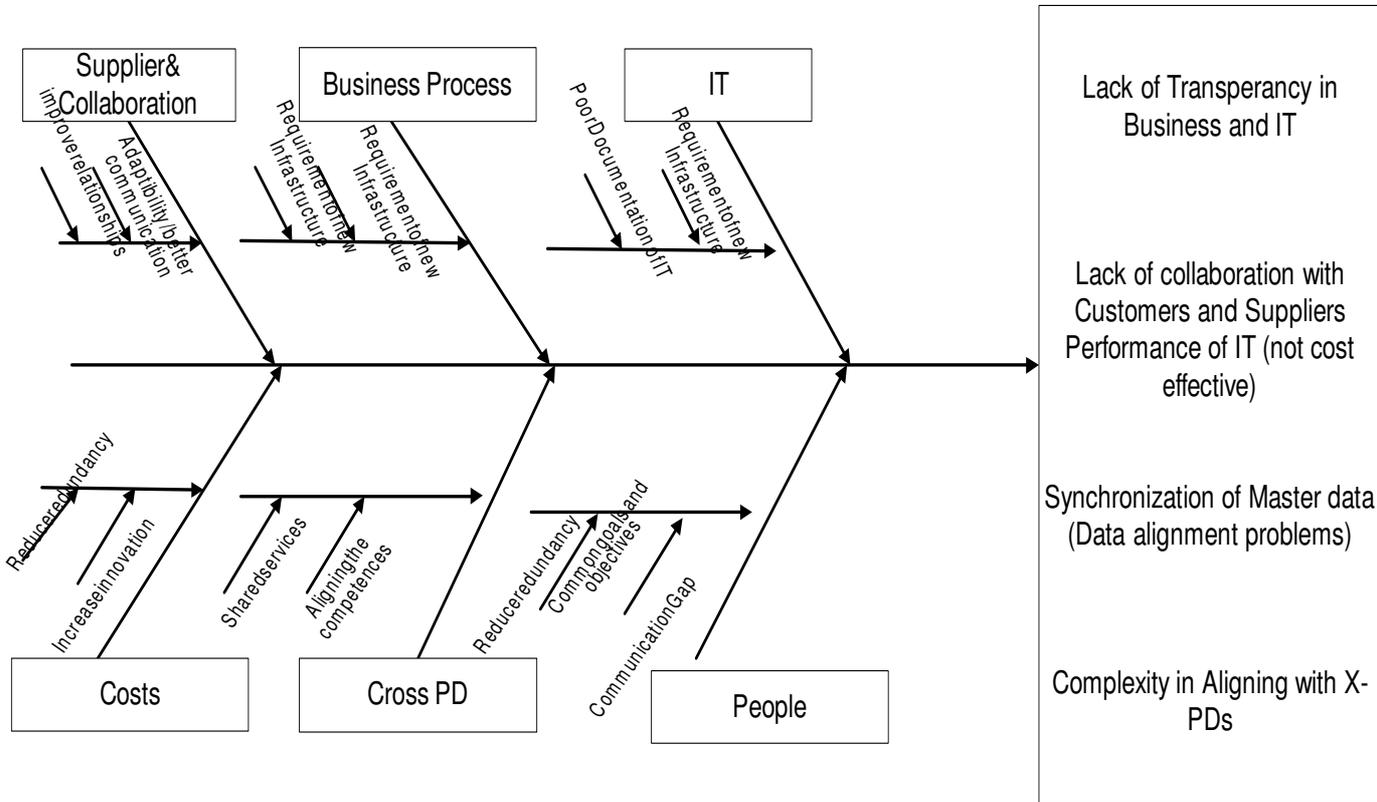 Supplier&
Collaboration
Business Process
IT
improverelationships
Adaptibility/better
communication
Requirementofnew
Infrastructure
Requirementofnew
Infrastructure
PoorDocumentationofIT
Requirementofnew
Infrastructure
Reduceredundancy
Increaseinnovation
Sharedservices
Aligningthe
competences
Reduceredundancy
Commongoalsand
objectives
CommunicationGap
Costs
Cross PD
People
Lack of Transperancy in
Business and IT
Lack of collaboration with
Customers and Suppliers
Performance of IT (not cost
effective)
Synchronization of Master data
(Data alignment problems)
Complexity in Aligning with X-
PDs